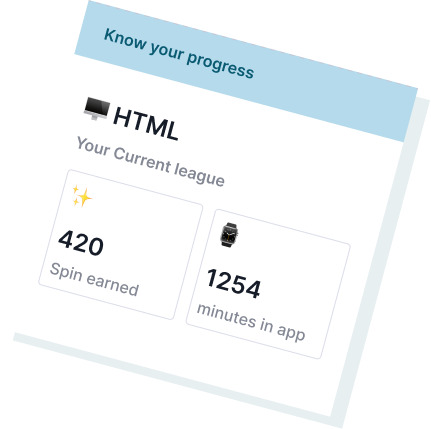 Know your progress
🖥️ HTML
Your Current league
✨
⌚
420
1254
Spin earned
minutes in app